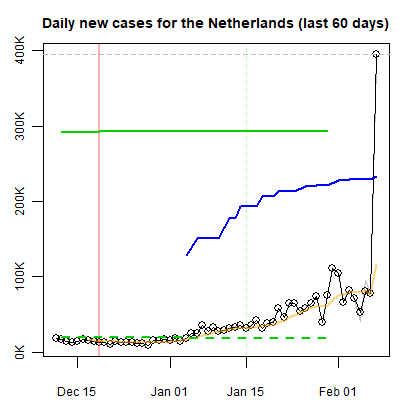 Daily new cases for the Netherlands (last 60 days)
400K
300K
200K
100K
0K
Dec 15
Jan 01
Jan 15
Feb 01